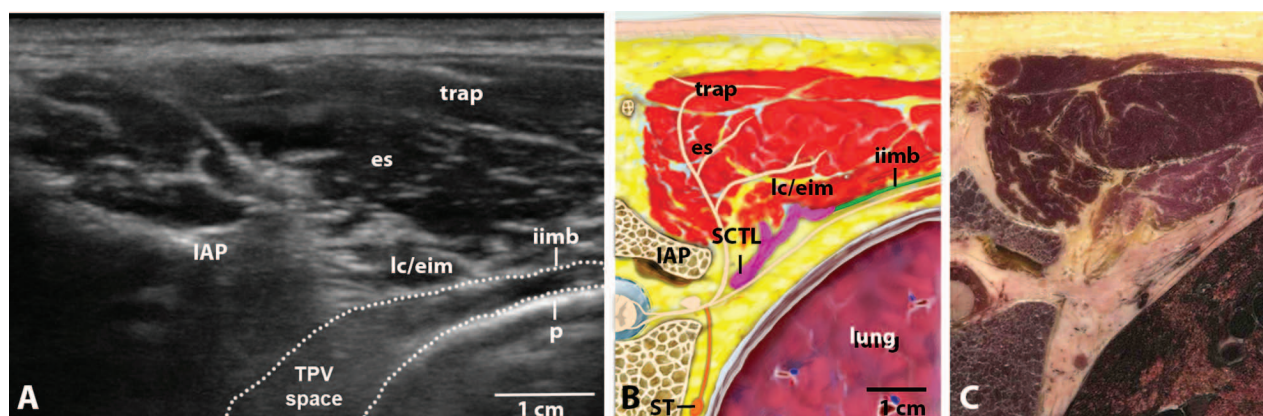 trap
es
iimb
IAP
lc/eim
p
TPV
space
1 cm
A
trap
es
iimb
lc/eim
SCTL
IAP
lung
1 cm
ST
B
C